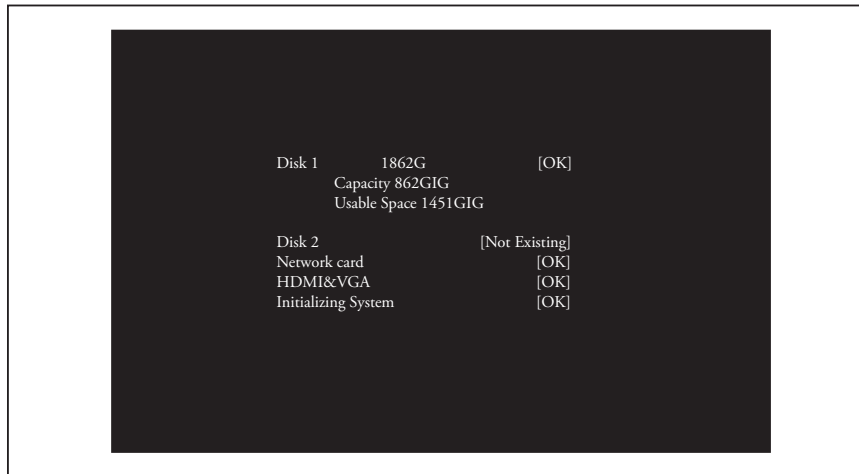 Disk 1 1862G [OK]
Capacity 862GIG
Usable Space 1451GIG
Disk 2 [Not Existing]
Network card [OK]
HDMI&VGA [OK]
Initializing System [OK]